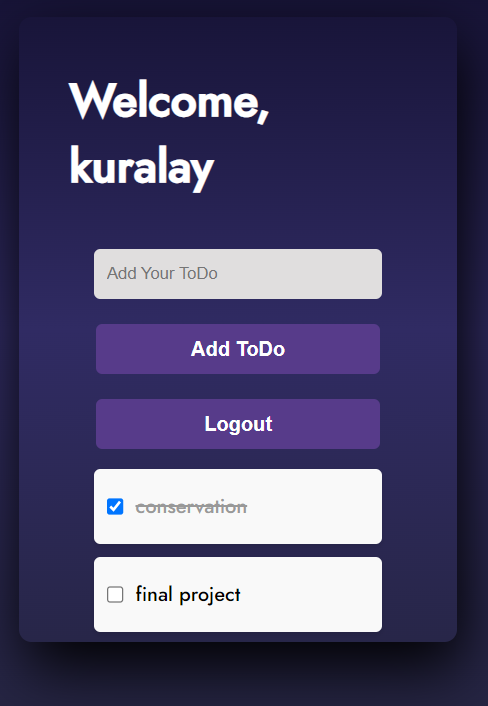 Welcome,
kuralay
Add Your ToDo
Add ToDo
Logout
conservation
final project